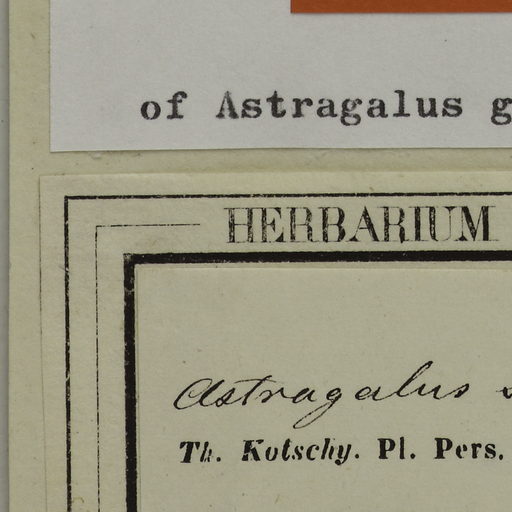 of Astragalus g
HERBARIUM
Astragalus
Th. Kotschy. Pl. Pers.